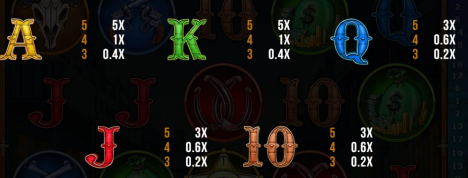 A 5 5X K 5 5X Q 5 3X
4 1X 4 1X 4 0.6X
3 0.4X 3 0.4X 3 0.2X
J 5 3X 10 5 3X
4 0.6X 4 0.6X
3 0.2X 3 0.2X